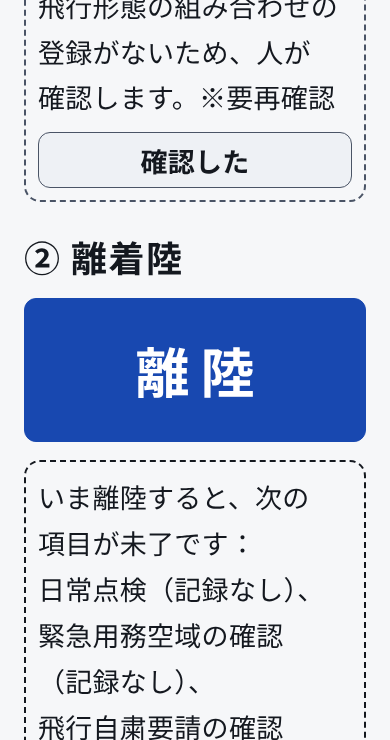 飛行形態の組み合わせの
登録がないため、人が
確認します。※要再確認
確認した
② 離着陸
離陸
いま離陸すると、次の
項目が未了です：
日常点検（記録なし）、
緊急用務空域の確認
（記録なし）、
飛行自粛要請の確認